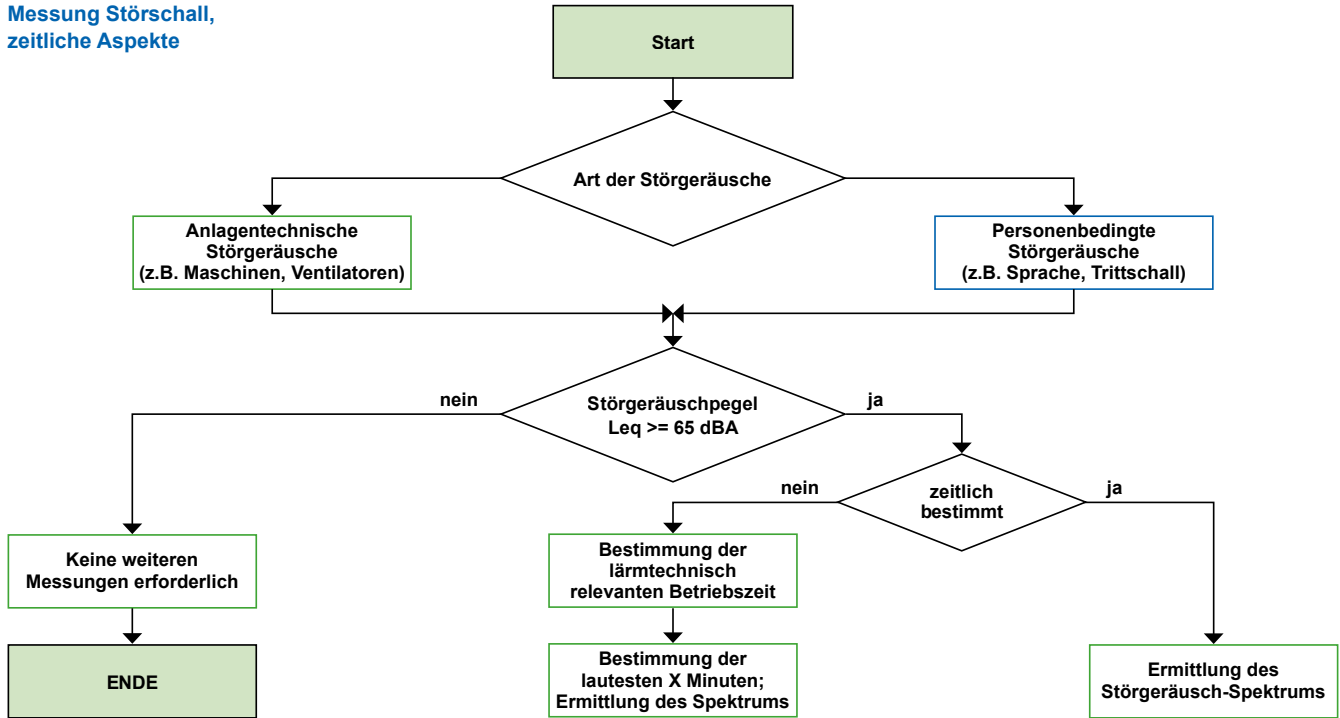 Messung Störschall,
zeitliche Aspekte
Start
Art der Störgeräusche
Anlagentechnische
Störgeräusche
(z.B. Maschinen, Ventilatoren)
Personenbedingte
Störgeräusche
(z.B. Sprache, Trittschall)
nein
Störgeräuschpegel
Leq >= 65 dBA
ja
nein
zeitlich
bestimmt
ja
Keine weiteren
Messungen erforderlich
Bestimmung der
lärmtechnisch
relevanten Betriebszeit
ENDE
Bestimmung der
lautesten X Minuten;
Ermittlung des Spektrums
Ermittlung des
Störgeräusch-Spektrums